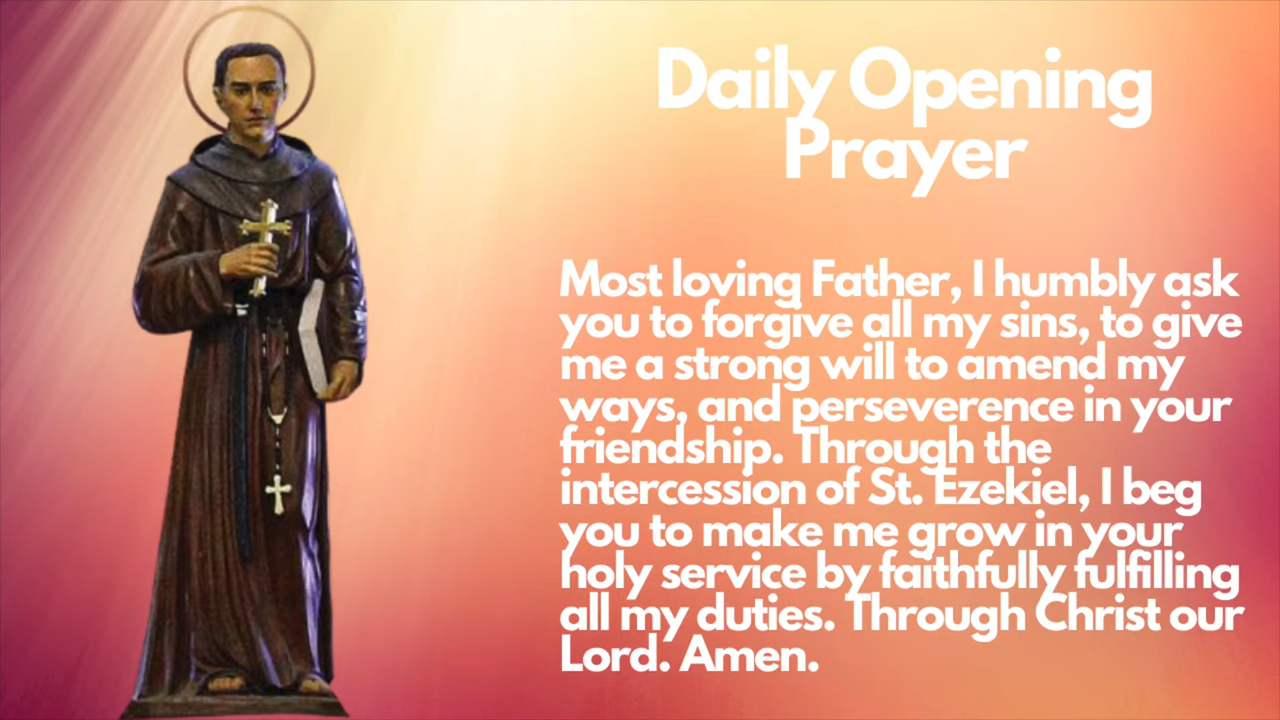 Daily Opening
Prayer
Most loving Father, I humbly ask
you to forgive all my sins, to give
me a strong will to amend my
ways, and perseverence in your
friendship. Through the
intercession of St. Ezekiel, I beg
you to make me grow in your
holy service by faithfully fulfilling
all my duties. Through Christ our
Lord. Amen.